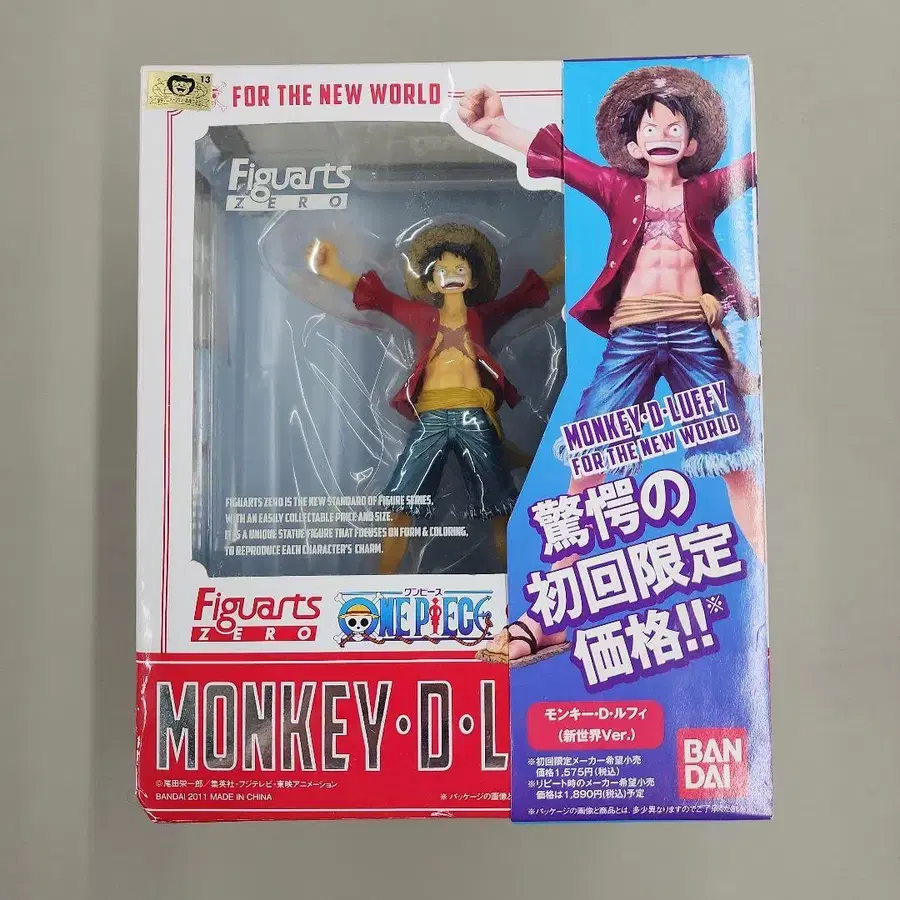 13
FOR THE NEW WORLD
Figuarts
ZERO
FIGUARTS ZERO IS THE NEW STANDARD OF FIGURE SERIES,
WITH AN EASILY COLLECTABLE PRICE AND SIZE.
IT IS A UNIQUE STATUE FIGURE THAT FOCUSES ON FORM & COLORING,
TO REPRODUCE EACH CHARACTER'S CHARM.
Figuarts
ZERO
ワンピース
ONE PIECE
MONKEY・D・L
©尾田栄一郎／集英社・フジテレビ・東映アニメーション
BANDAI 2011 MADE IN CHINA
※パッケージの画像と
MONKEY・D・LUFFY
FOR THE NEW WORLD
驚愕の
初回限定
価格!!※
モンキー・D・ルフィ
(新世界Ver.)
※初回限定メーカー希望小売
価格1,575円(税込)
※リピート時のメーカー希望小売
価格は1,890円(税込)予定
BAN
DAI
※パッケージの画像と商品とは、多少異なりますのでご了承ください